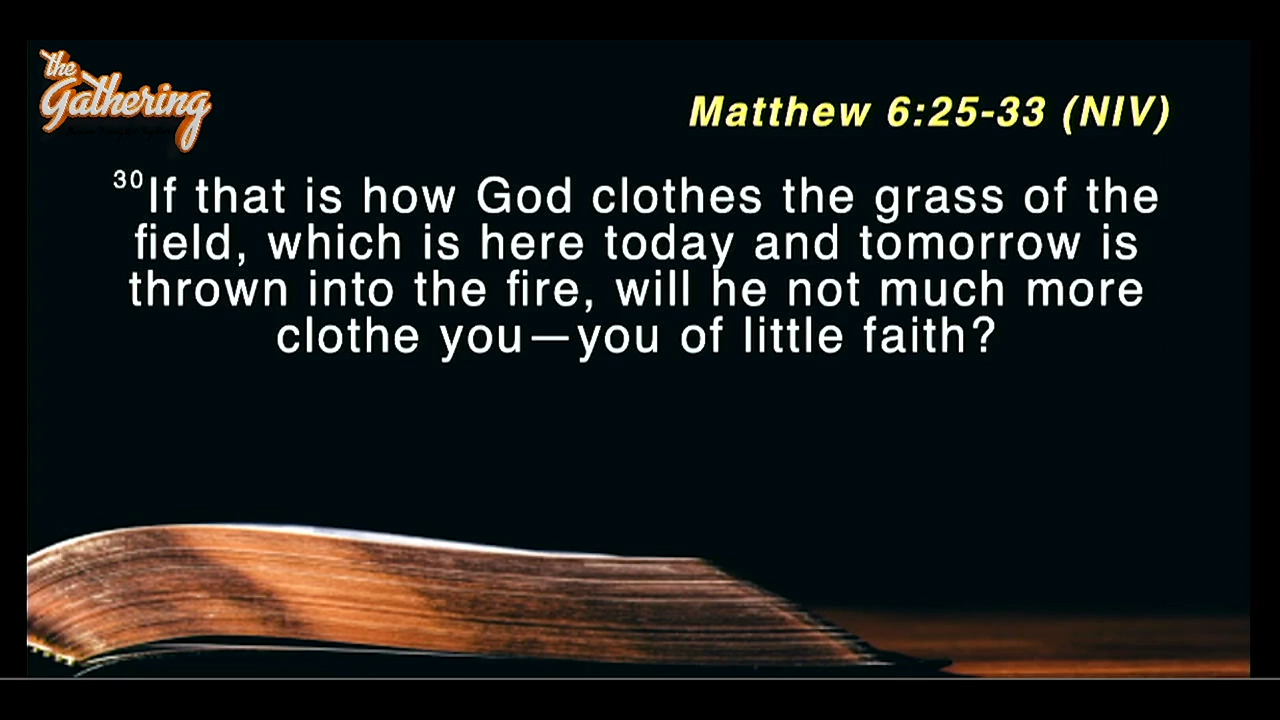 the
Gathering
Matthew 6:25-33 (NIV)
30If that is how God clothes the grass of the
field, which is here today and tomorrow is
thrown into the fire, will he not much more
clothe you—you of little faith?